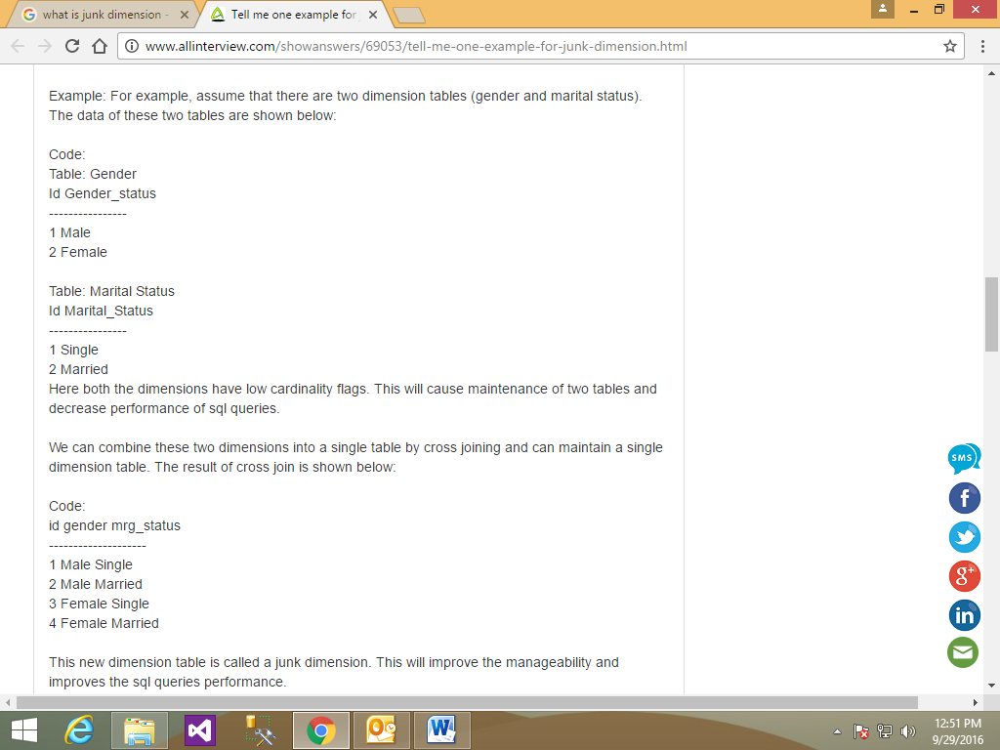 what is junk dimension -
Tell me one example for
www.allinterview.com/showanswers/69053/tell-me-one-example-for-junk-dimension.html
Example: For example, assume that there are two dimension tables (gender and marital status).
The data of these two tables are shown below:
Code:
Table: Gender
Id Gender_status
----------------
1 Male
2 Female
Table: Marital Status
Id Marital_Status
----------------
1 Single
2 Married
Here both the dimensions have low cardinality flags. This will cause maintenance of two tables and
decrease performance of sql queries.
We can combine these two dimensions into a single table by cross joining and can maintain a single
dimension table. The result of cross join is shown below:
Code:
id gender mrg_status
--------------------
1 Male Single
2 Male Married
3 Female Single
4 Female Married
This new dimension table is called a junk dimension. This will improve the manageability and
improves the sql queries performance.
SMS
f
g+
in
12:51 PM
9/29/2016